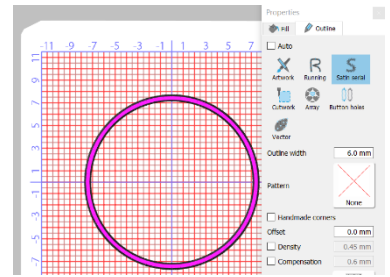 Properties
Fill
Outline
Auto
Artwork
Running
Satin serial
Cutwork
Array
Button holes
Vector
Outline width
6.0 mm
Pattern
None
Handmade corners
Offset
0.0 mm
Density
0.45 mm
Compensation
0.6 mm
-11 -9 -7 -5 -3 -1 1 3 5 7
11
9
7
5
3
1
-1
-3
-5
-7